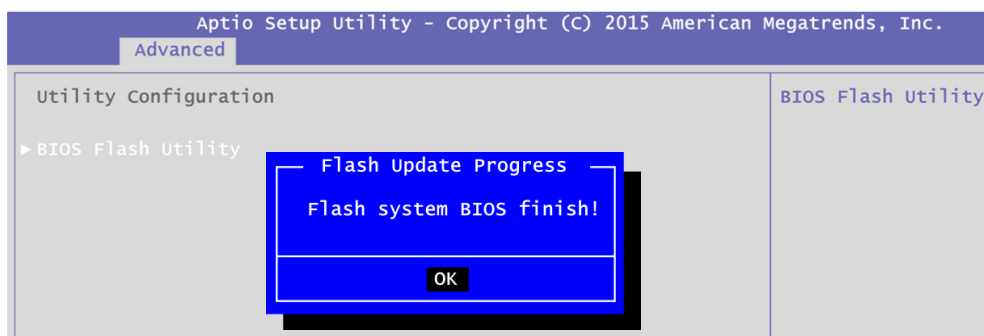 Aptio Setup Utility - Copyright (C) 2015 American Megatrends, Inc.
Advanced
Utility Configuration
BIOS Flash Utility
►BIOS Flash Utility
Flash Update Progress
Flash system BIOS finish!
OK